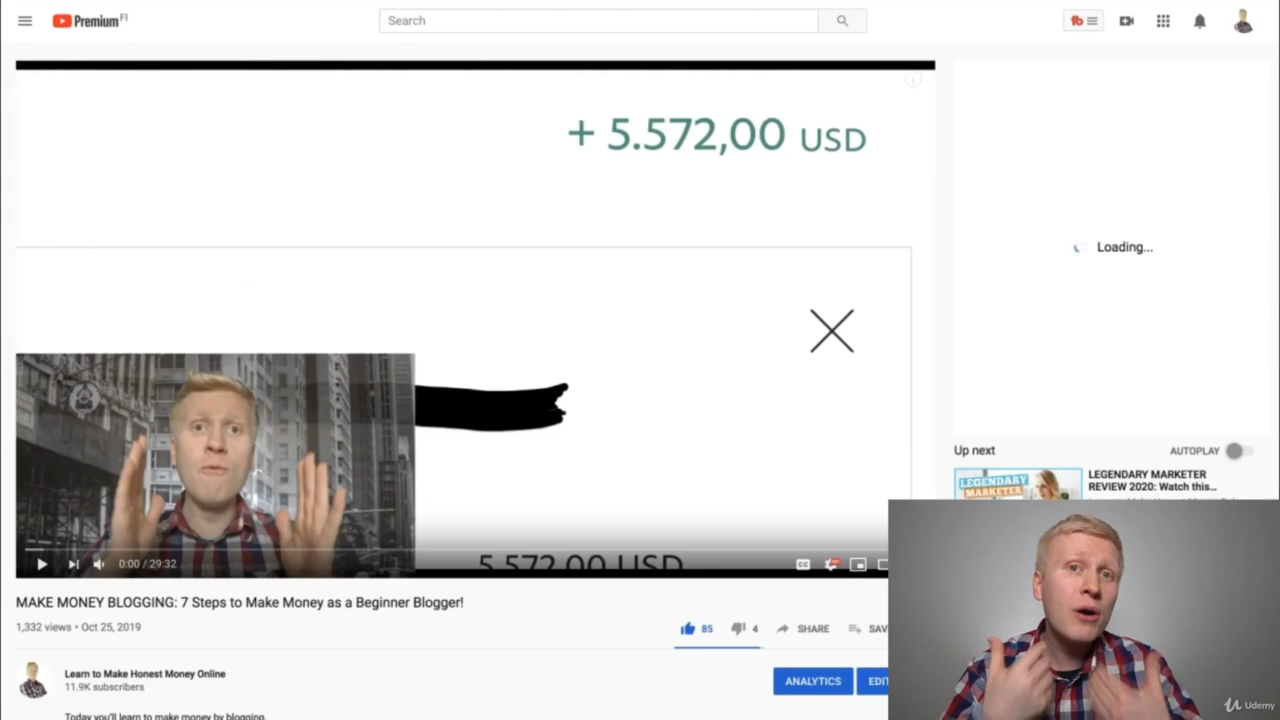 Premium FI
Search
+ 5.572,00 USD
Loading...
0:00 / 29:32
5.572,00 USD
Up next
AUTOPLAY
LEGENDARY MARKETER
LEGENDARY MARKETER
REVIEW 2020: Watch this...
MAKE MONEY BLOGGING: 7 Steps to Make Money as a Beginner Blogger!
1,332 views • Oct 25, 2019
85
4
SHARE
SAV
Learn to Make Honest Money Online
11.9K subscribers
ANALYTICS
EDIT
Today you'll learn to make money by blogging.
Udemy